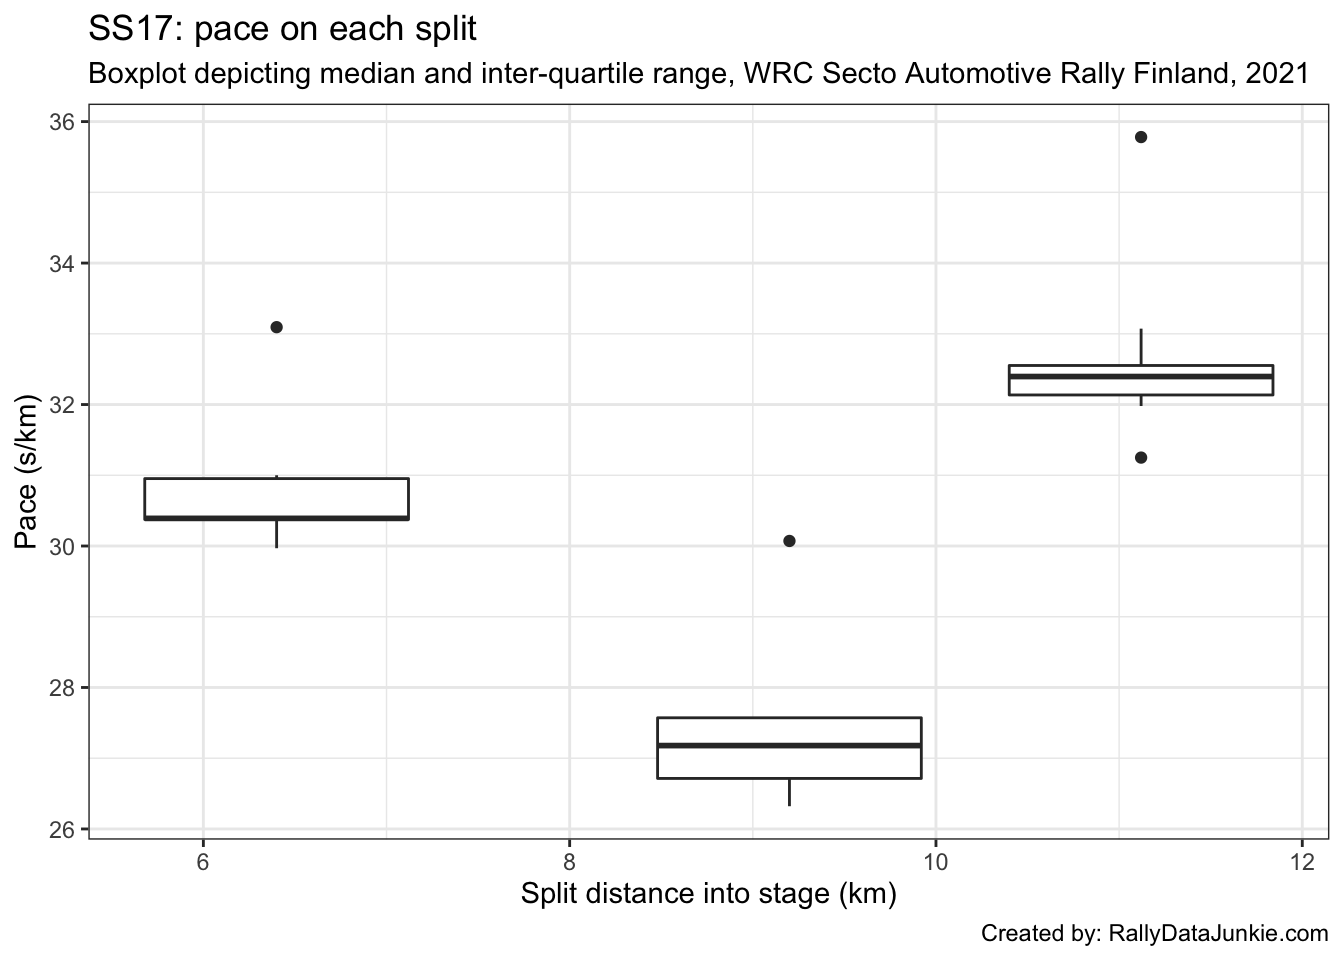 SS17: pace on each split
Boxplot depicting median and inter-quartile range, WRC Secto Automotive Rally Finland, 2021
36
34
32
30
28
26
Pace (s/km)
6 8 10 12
Split distance into stage (km)
Created by: RallyDataJunkie.com